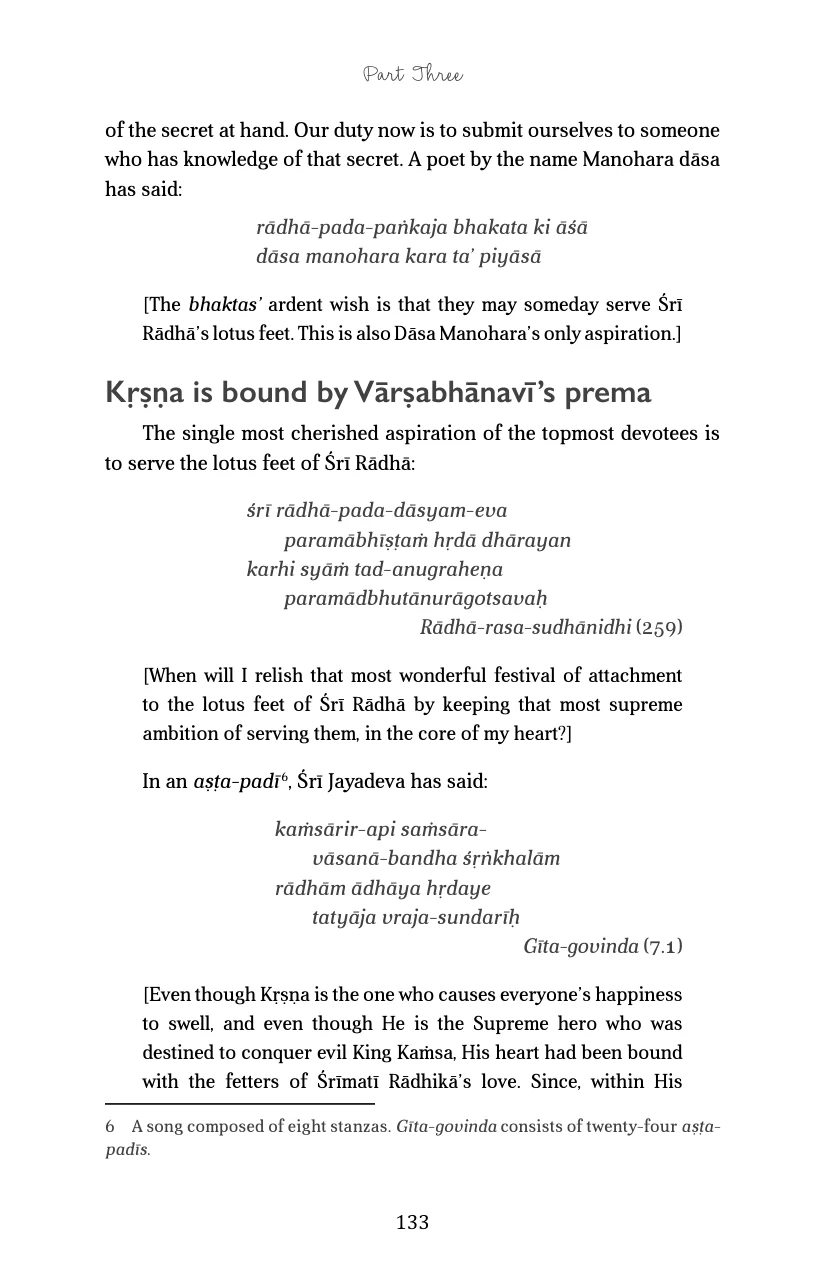 Part Three
of the secret at hand. Our duty now is to submit ourselves to someone
who has knowledge of that secret. A poet by the name Manohara dāsa
has said:
rādhā-pada-paṅkaja bhakata ki āśā
dāsa manohara kara ta’ piyāsā
[The bhaktas’ ardent wish is that they may someday serve Śrī
Rādhā’s lotus feet. This is also Dāsa Manohara’s only aspiration.]
Kṛṣṇa is bound by Vārṣabhānavī’s prema
The single most cherished aspiration of the topmost devotees is
to serve the lotus feet of Śrī Rādhā:
śrī rādhā-pada-dāsyam-eva
paramābhīṣṭaṁ hṛdā dhārayan
karhi syāṁ tad-anugraheṇa
paramādbhutānurāgotsavaḥ
Rādhā-rasa-sudhānidhi (259)
[When will I relish that most wonderful festival of attachment
to the lotus feet of Śrī Rādhā by keeping that most supreme
ambition of serving them, in the core of my heart?]
In an aṣṭa-padī⁶, Śrī Jayadeva has said:
kaṁsārir-api saṁsāra-
vāsanā-bandha śṛṅkhalām
rādhām ādhāya hṛdaye
tatyāja vraja-sundarīḥ
Gīta-govinda (7.1)
[Even though Kṛṣṇa is the one who causes everyone’s happiness
to swell, and even though He is the Supreme hero who was
destined to conquer evil King Kaṁsa, His heart had been bound
with the fetters of Śrīmatī Rādhikā’s love. Since, within His
6 A song composed of eight stanzas. Gīta-govinda consists of twenty-four aṣṭa-
padīs.
133